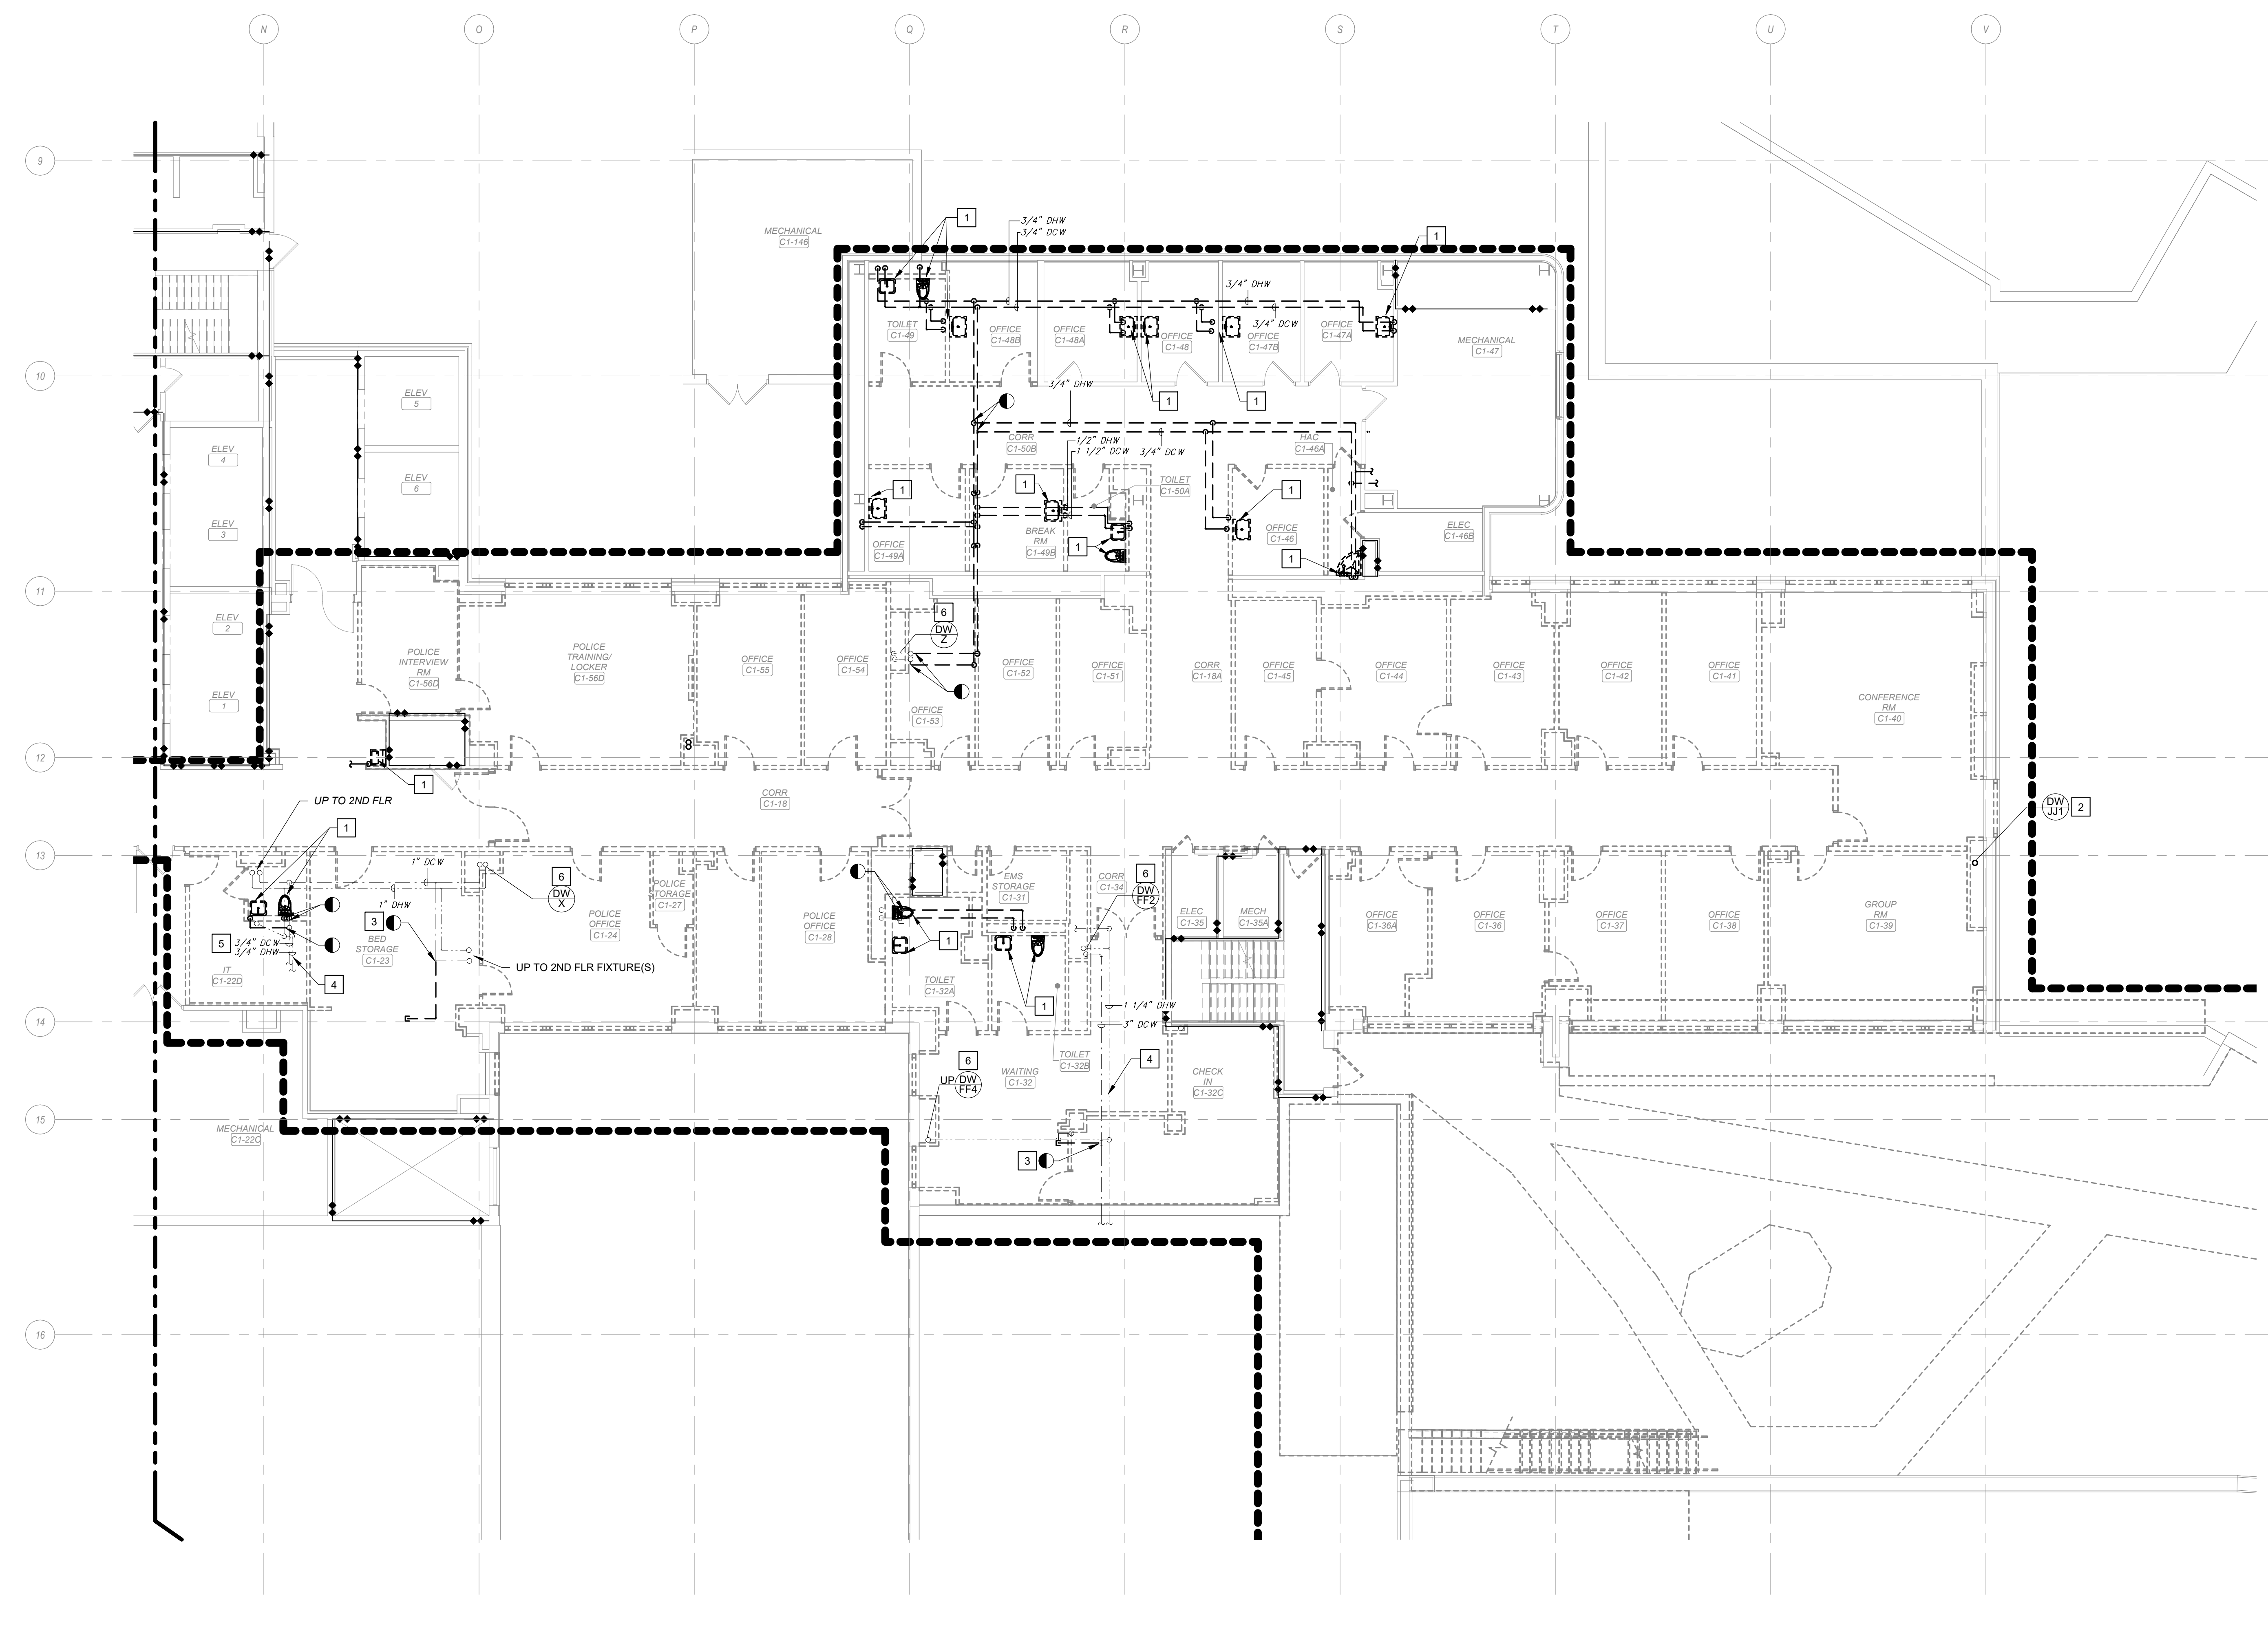 N
O
P
Q
R
S
T
U
V
9
10
11
12
13
14
15
16
MECHANICAL
C1-146
1
3/4" DHW
3/4" DCW
1
3/4" DHW
3/4" DCW
TOILET
C1-49
OFFICE
C1-48B
OFFICE
C1-48A
OFFICE
C1-48
OFFICE
C1-47B
OFFICE
C1-47A
MECHANICAL
C1-47
3/4" DHW
1
1
ELEV
5
ELEV
4
ELEV
6
ELEV
3
ELEV
2
ELEV
1
CORR
C1-50B
1/2" DHW
1 1/2" DCW
3/4" DCW
HAC
C1-46A
TOILET
C1-50A
1
1
1
BREAK
RM
C1-49B
OFFICE
C1-49A
1
OFFICE
C1-46
ELEC
C1-46B
1
6
DW
Z
POLICE
INTERVIEW
RM
C1-56D
POLICE
TRAINING/
LOCKER
C1-56D
OFFICE
C1-55
OFFICE
C1-54
OFFICE
C1-53
OFFICE
C1-52
OFFICE
C1-51
CORR
C1-18A
OFFICE
C1-45
OFFICE
C1-44
OFFICE
C1-43
OFFICE
C1-42
OFFICE
C1-41
CONFERENCE
RM
C1-40
1
UP TO 2ND FLR
1
CORR
C1-18
DW
JJ1
2
1" DCW
1" DHW
6
DW
X
3
BED
STORAGE
C1-23
5
3/4" DCW
3/4" DHW
4
IT
C1-22D
UP TO 2ND FLR FIXTURE(S)
POLICE
STORAGE
C1-27
POLICE
OFFICE
C1-24
POLICE
OFFICE
C1-28
1
EMS
STORAGE
C1-31
CORR
C1-34
6
DW
FF2
ELEC
C1-35
MECH
C1-35A
OFFICE
C1-36A
OFFICE
C1-36
OFFICE
C1-37
OFFICE
C1-38
GROUP
RM
C1-39
TOILET
C1-32A
1
1 1/4" DHW
3" DCW
4
TOILET
C1-32B
6
UP
DW
FF4
WAITING
C1-32
CHECK
IN
C1-32C
3
MECHANICAL
C1-22C